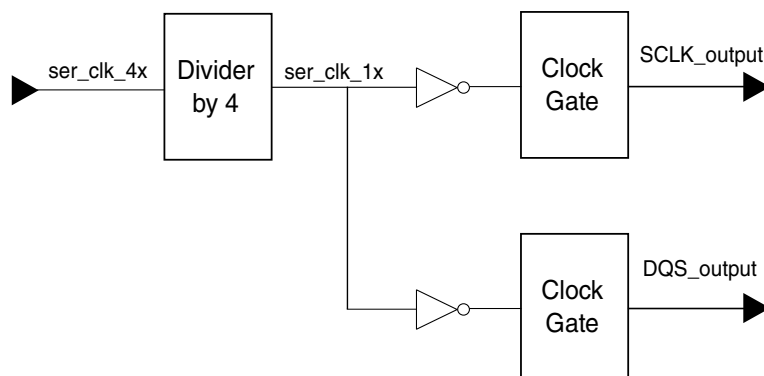 ser_clk_4x
Divider
by 4
ser_clk_1x
Clock
Gate
SCLK_output
Clock
Gate
DQS_output